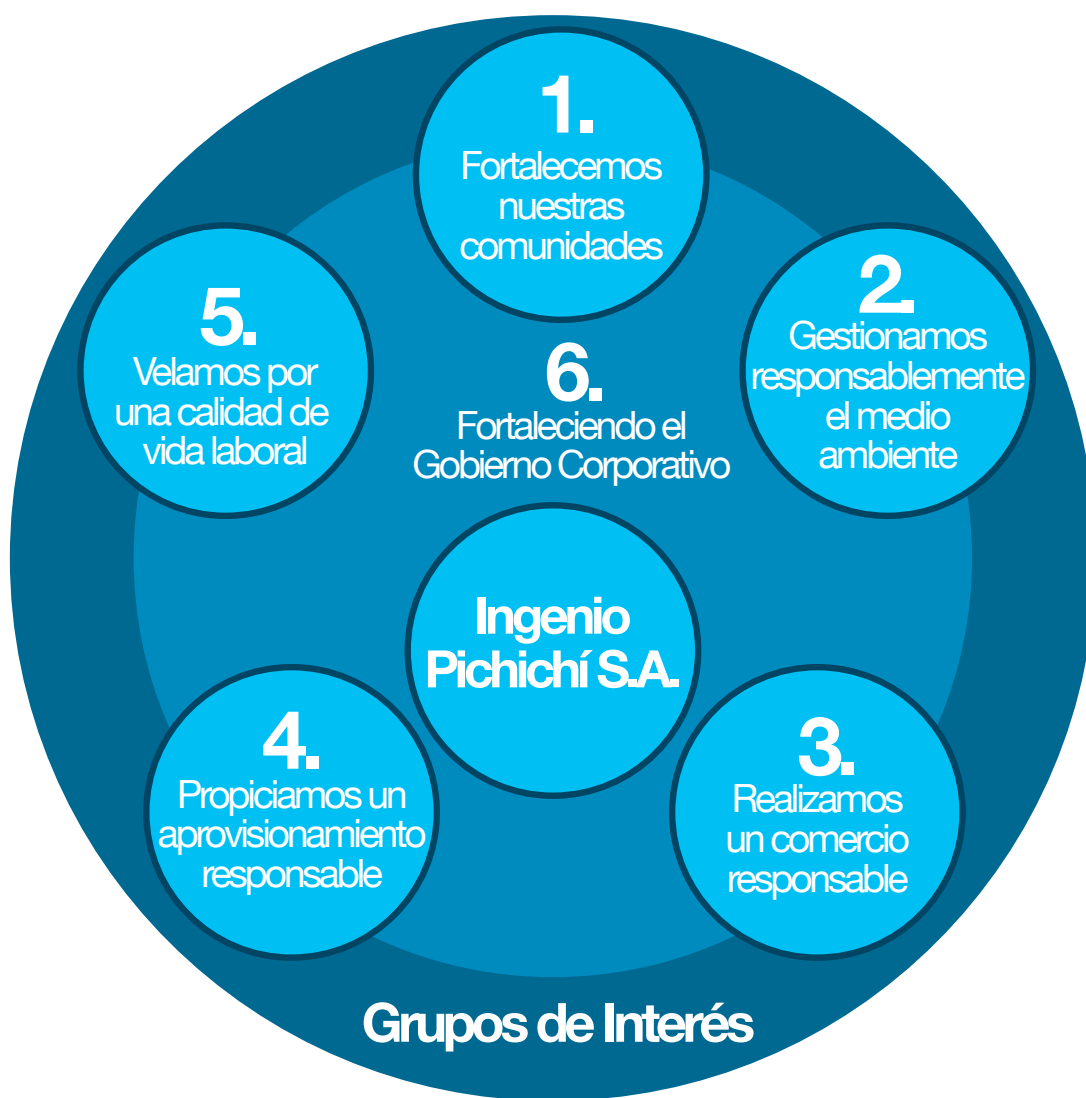 1.
Fortalecemos
nuestras
comunidades
2.
Gestionamos
responsablemente
el medio
ambiente
3.
Realizamos
un comercio
responsable
4.
Propiciamos un
aprovisionamiento
responsable
5.
Velamos por
una calidad de
vida laboral
6.
Fortaleciendo el
Gobierno Corporativo
Ingenio
Pichichí S.A.
Grupos de Interés